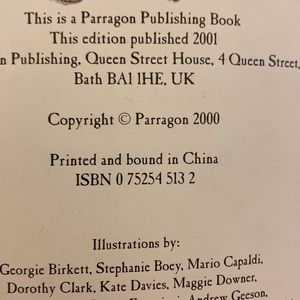 This is a Parragon Publishing Book
This edition published 2001
n Publishing, Queen Street House, 4 Queen Street,
Bath BA1 1HE, UK
Copyright © Parragon 2000
Printed and bound in China
ISBN 0 75254 513 2
Illustrations by:
Georgie Birkett, Stephanie Boey, Mario Capaldi,
Dorothy Clark, Kate Davies, Maggie Downer,
Andrew Geeson,